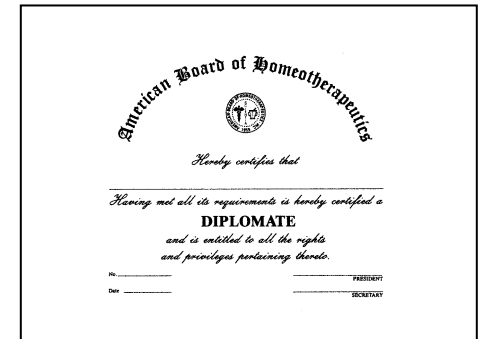 American Board of Homeotherapeutics
Hereby certifies that
Having met all its requirements is hereby certified a
DIPLOMATE
and is entitled to all the rights
and privileges pertaining thereto.
No.
PRESIDENT
Date
SECRETARY